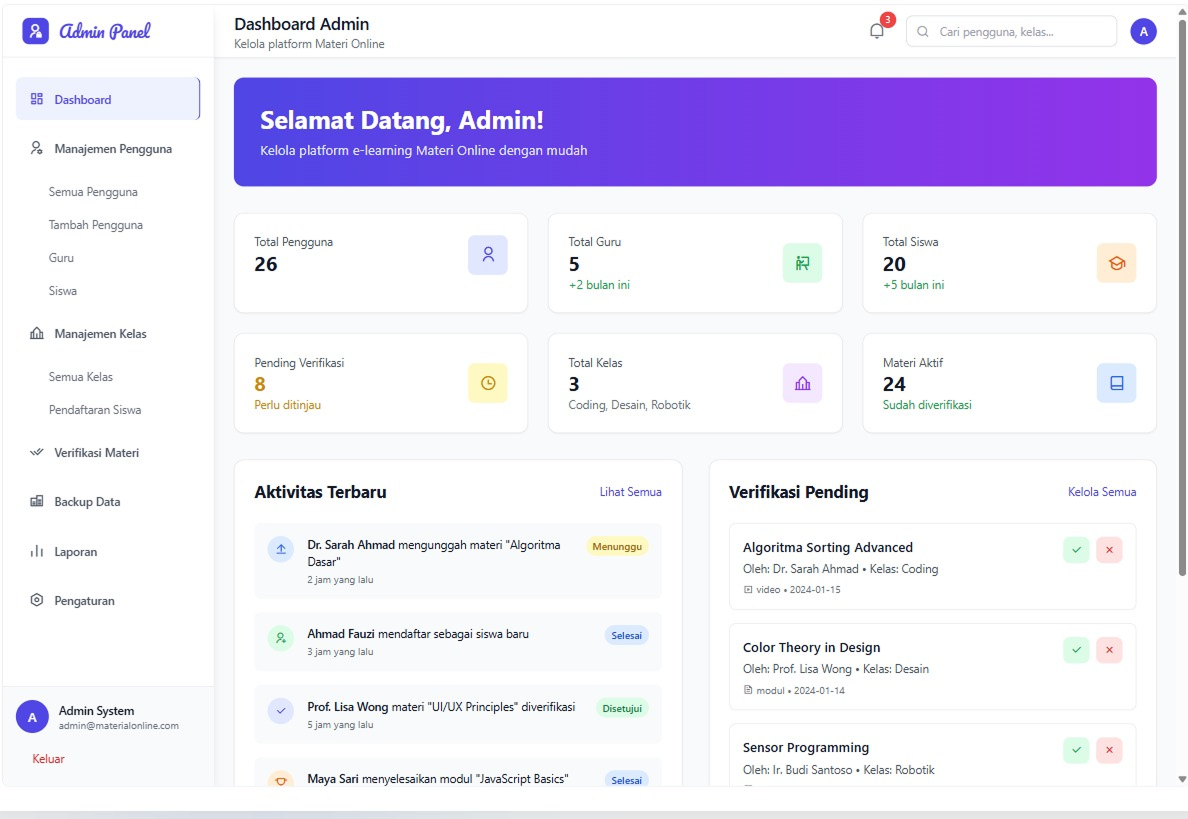 Admin Panel
Dashboard
Manajemen Pengguna
Semua Pengguna
Tambah Pengguna
Guru
Siswa
Manajemen Kelas
Semua Kelas
Pendaftaran Siswa
Verifikasi Materi
Backup Data
Laporan
Pengaturan
A
Admin System
admin@materialonline.com
Keluar
Dashboard Admin
Kelola platform Materi Online
3
Cari pengguna, kelas...
A
Selamat Datang, Admin!
Kelola platform e-learning Materi Online dengan mudah
Total Pengguna
26
Total Guru
5
+2 bulan ini
Total Siswa
20
+5 bulan ini
Pending Verifikasi
8
Perlu ditinjau
Total Kelas
3
Coding, Desain, Robotik
Materi Aktif
24
Sudah diverifikasi
Aktivitas Terbaru
Lihat Semua
Dr. Sarah Ahmad mengunggah materi "Algoritma
Dasar"
2 jam yang lalu
Menunggu
Ahmad Fauzi mendaftar sebagai siswa baru
3 jam yang lalu
Selesai
Prof. Lisa Wong materi "UI/UX Principles" diverifikasi
5 jam yang lalu
Disetujui
Maya Sari menyelesaikan modul "JavaScript Basics"
Selesai
Verifikasi Pending
Kelola Semua
Algoritma Sorting Advanced
Oleh: Dr. Sarah Ahmad • Kelas: Coding
video • 2024-01-15
Color Theory in Design
Oleh: Prof. Lisa Wong • Kelas: Desain
modul • 2024-01-14
Sensor Programming
Oleh: Ir. Budi Santoso • Kelas: Robotik